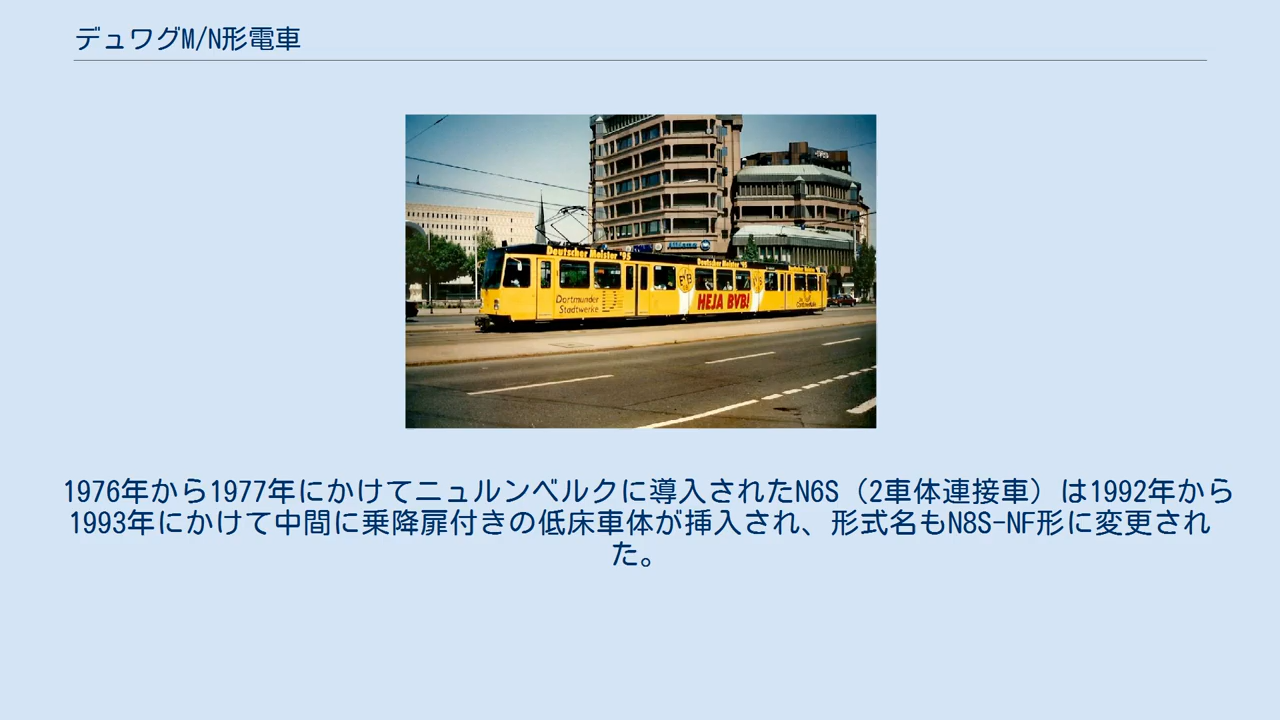 デュワグM/N形電車
Deutscher Meister '95
Deutscher Meister '95
Dortmunder
Stadtwerke
HEJA BVB!
1976年から1977年にかけてニュルンベルクに導入されたN6S（2車体連接車）は1992年から
1993年にかけて中間に乗降扉付きの低床車体が挿入され、形式名もN8S-NF形に変更され
た。